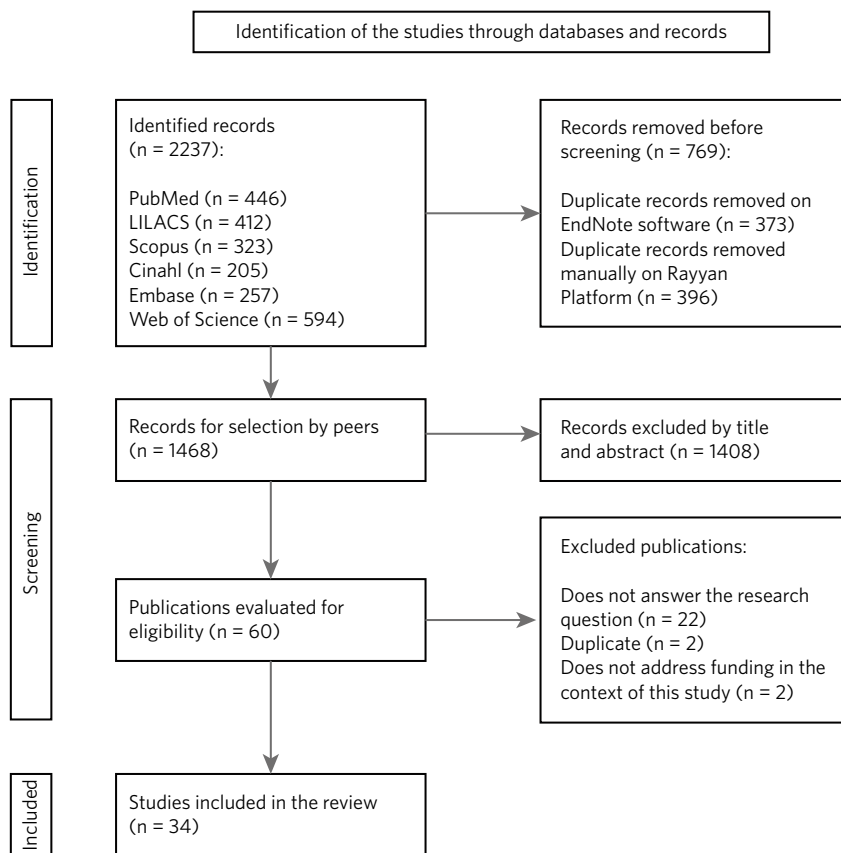 Identification of the studies through databases and records
Identification
Identified records
(n = 2237):
PubMed (n = 446)
LILACS (n = 412)
Scopus (n = 323)
Cinahl (n = 205)
Embase (n = 257)
Web of Science (n = 594)
Records removed before
screening (n = 769):
Duplicate records removed on
EndNote software (n = 373)
Duplicate records removed
manually on Rayyan
Platform (n = 396)
Screening
Records for selection by peers
(n = 1468)
Records excluded by title
and abstract (n = 1408)
Publications evaluated for
eligibility (n = 60)
Excluded publications:
Does not answer the research
question (n = 22)
Duplicate (n = 2)
Does not address funding in the
context of this study (n = 2)
Included
Studies included in the review
(n = 34)